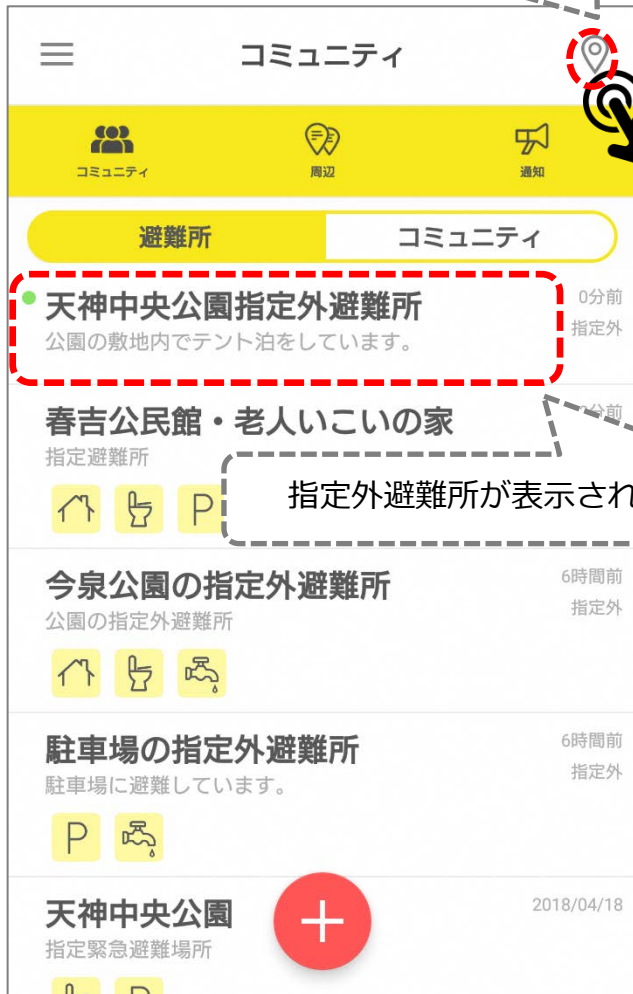 コミュニティ
コミュニティ
周辺
通知
避難所
コミュニティ
天神中央公園指定外避難所
0分前
公園の敷地内でテント泊をしています。
指定外
春吉公民館・老人いこいの家
分前
指定避難所
P
指定外避難所が表示され
今泉公園の指定外避難所
6時間前
公園の指定外避難所
指定外
駐車場の指定外避難所
6時間前
駐車場に避難しています。
指定外
P
天神中央公園
2018/04/18
指定緊急避難場所
P